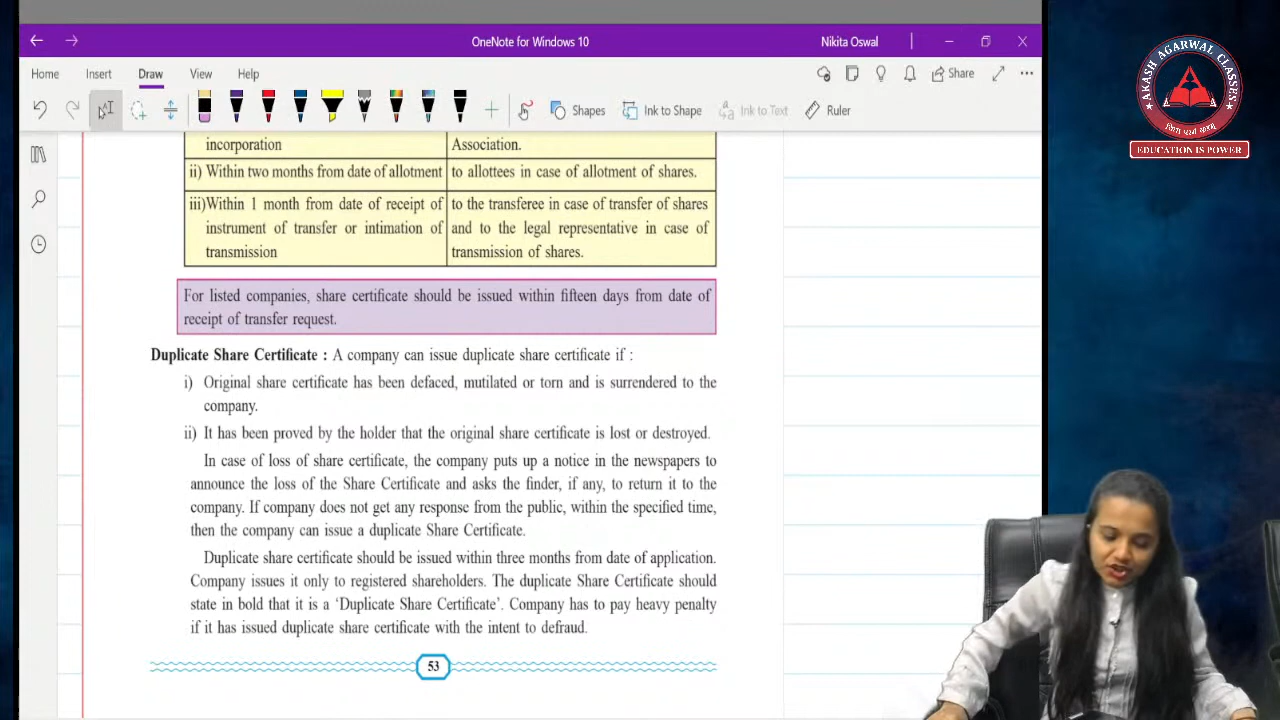 OneNote for Windows 10
Nikita Oswal
Home Insert Draw View Help
Share
Shapes
Ink to Shape
Ink to Text
Ruler
AKASH AGARWAL CLASSES
EDUCATION IS POWER
incorporation
Association.
ii) Within two months from date of allotment
to allottees in case of allotment of shares.
iii)Within 1 month from date of receipt of
instrument of transfer or intimation of
transmission
to the transferee in case of transfer of shares
and to the legal representative in case of
transmission of shares.
For listed companies, share certificate should be issued within fifteen days from date of
receipt of transfer request.
Duplicate Share Certificate : A company can issue duplicate share certificate if :
i) Original share certificate has been defaced, mutilated or torn and is surrendered to the
company.
ii) It has been proved by the holder that the original share certificate is lost or destroyed.
In case of loss of share certificate, the company puts up a notice in the newspapers to
announce the loss of the Share Certificate and asks the finder, if any, to return it to the
company. If company does not get any response from the public, within the specified time,
then the company can issue a duplicate Share Certificate.
Duplicate share certificate should be issued within three months from date of application.
Company issues it only to registered shareholders. The duplicate Share Certificate should
state in bold that it is a ‘Duplicate Share Certificate’. Company has to pay heavy penalty
if it has issued duplicate share certificate with the intent to defraud.
53